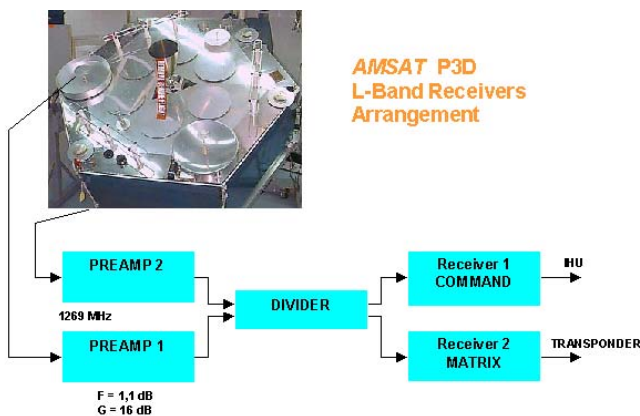 AMSAT P3D
L-Band Receivers
Arrangement
PREAMP 2
1269 MHz
PREAMP 1
F = 1,1 dB
G = 16 dB
DIVIDER
Receiver 1
COMMAND
IHU
Receiver 2
MATRIX
TRANSPONDER